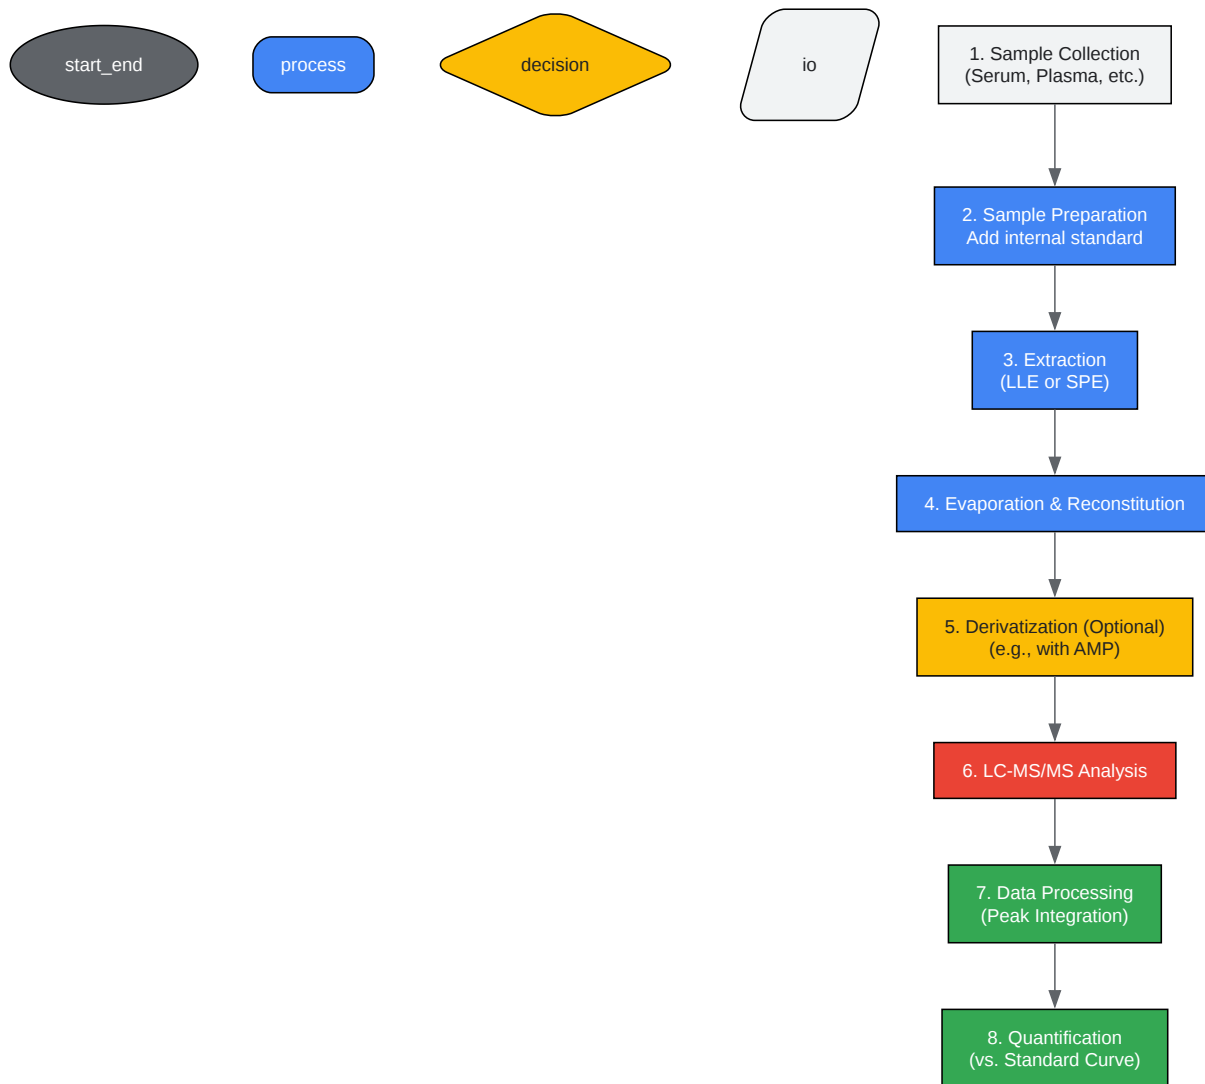 start_end
process
decision
io
1. Sample Collection
(Serum, Plasma, etc.)
2. Sample Preparation
Add internal standard
3. Extraction
(LLE or SPE)
4. Evaporation & Reconstitution
5. Derivatization (Optional)
(e.g., with AMP)
6. LC-MS/MS Analysis
7. Data Processing
(Peak Integration)
8. Quantification
(vs. Standard Curve)